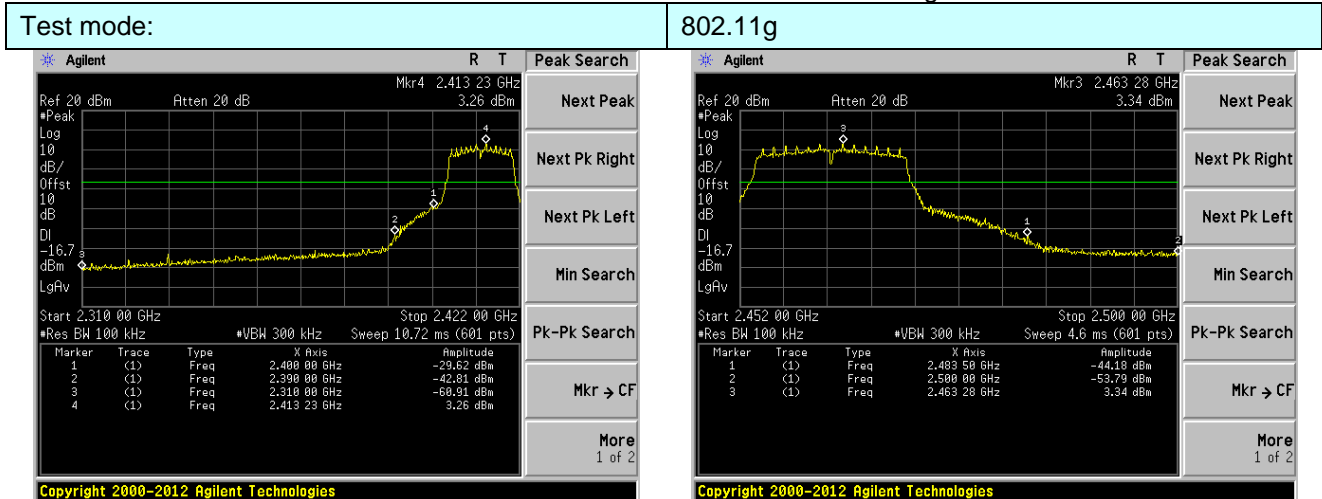 Test mode: 802.11g
Agilent R T Peak Search
Mkr4 2.413 23 GHz
Ref 20 dBm Atten 20 dB 3.26 dBm
#Peak
Log
10
dB/
Offst
10
dB
DI
-16.7
dBm
LgAv
4
1
2
3
Start 2.310 00 GHz Stop 2.422 00 GHz
#Res BW 100 kHz #VBW 300 kHz Sweep 10.72 ms (601 pts)
Marker Trace Type X Axis Amplitude
1 (1) Freq 2.400 00 GHz -29.62 dBm
2 (1) Freq 2.390 00 GHz -42.81 dBm
3 (1) Freq 2.310 00 GHz -60.91 dBm
4 (1) Freq 2.413 23 GHz 3.26 dBm
Next Peak
Next Pk Right
Next Pk Left
Min Search
Pk-Pk Search
Mkr → CF
More
1 of 2
Copyright 2000-2012 Agilent Technologies
Agilent R T Peak Search
Mkr3 2.463 28 GHz
Ref 20 dBm Atten 20 dB 3.34 dBm
#Peak
Log
10
dB/
Offst
10
dB
DI
-16.7
dBm
LgAv
3
1
2
Start 2.452 00 GHz Stop 2.500 00 GHz
#Res BW 100 kHz #VBW 300 kHz Sweep 4.6 ms (601 pts)
Marker Trace Type X Axis Amplitude
1 (1) Freq 2.483 50 GHz -44.18 dBm
2 (1) Freq 2.500 00 GHz -53.79 dBm
3 (1) Freq 2.463 28 GHz 3.34 dBm
Next Peak
Next Pk Right
Next Pk Left
Min Search
Pk-Pk Search
Mkr → CF
More
1 of 2
Copyright 2000-2012 Agilent Technologies